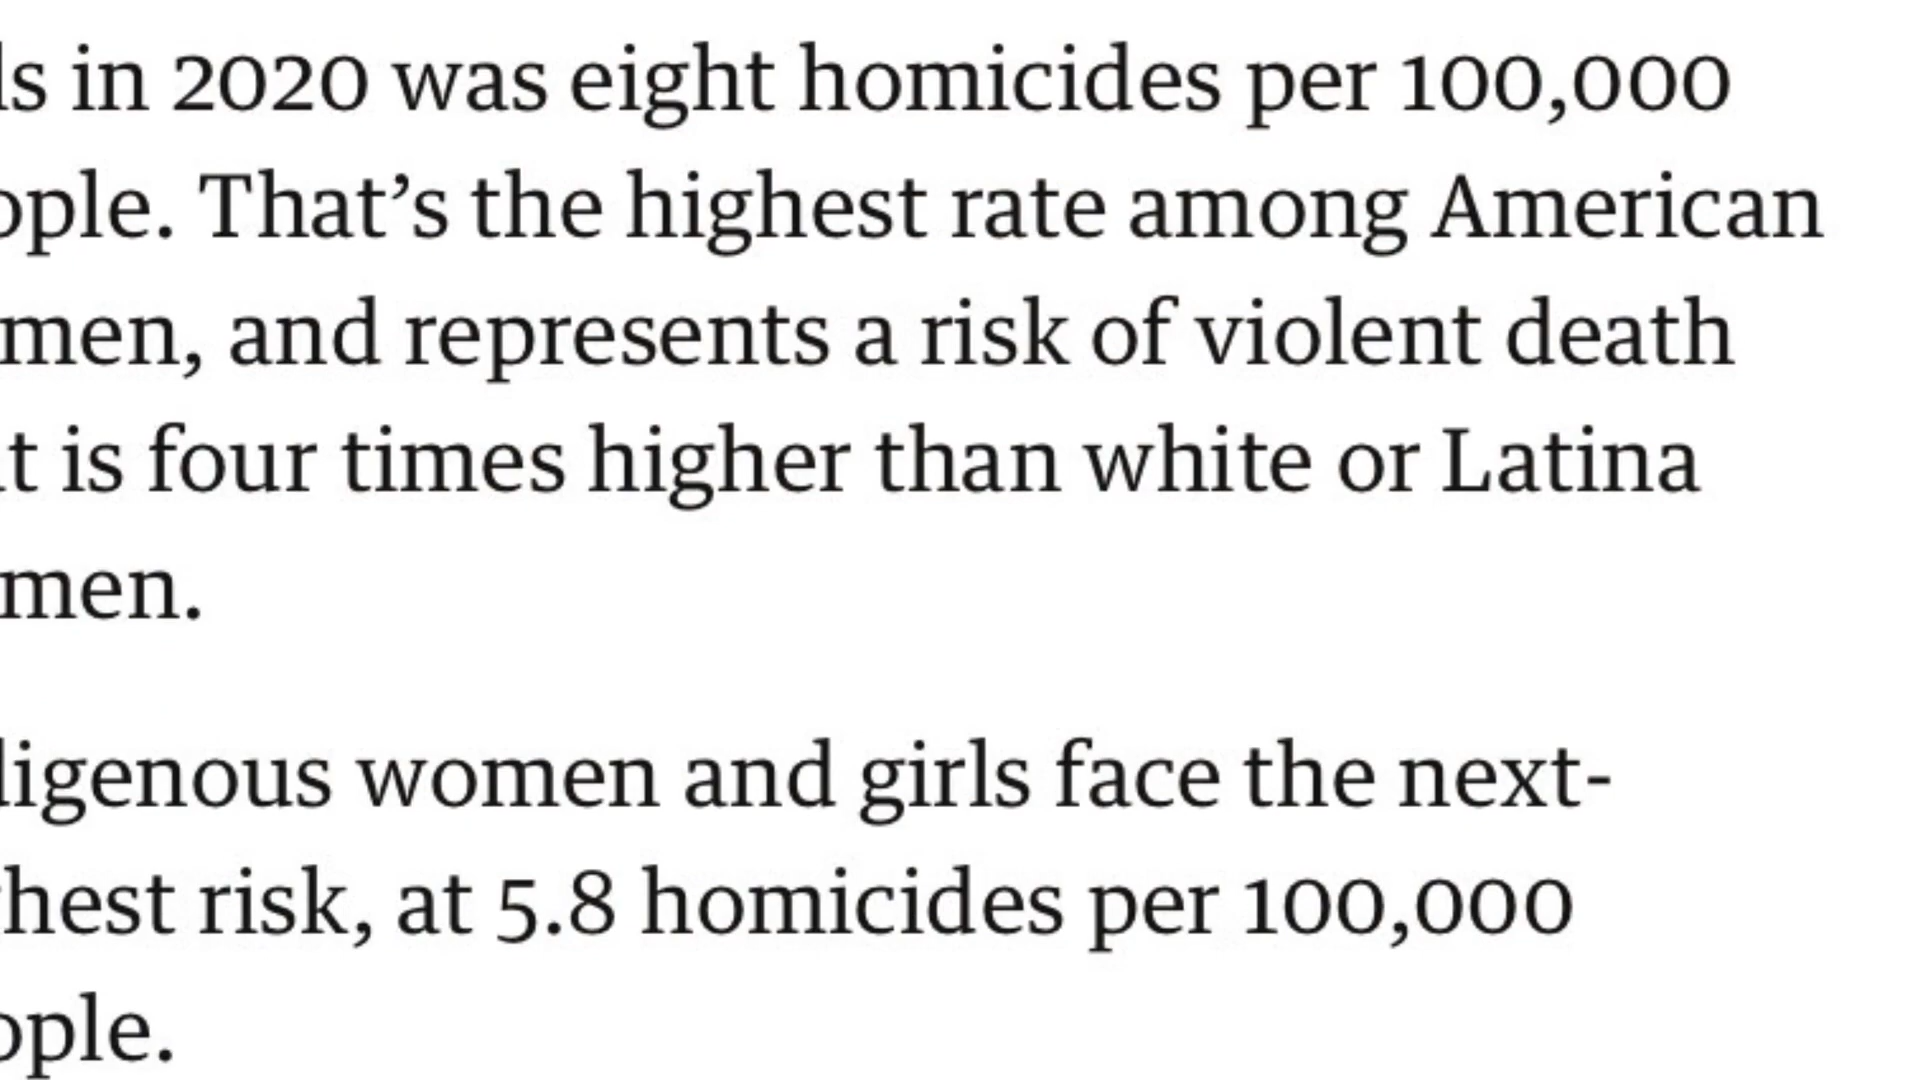 ls in 2020 was eight homicides per 100,000
ople. That’s the highest rate among American
men, and represents a risk of violent death
t is four times higher than white or Latina
men.
digenous women and girls face the next-
hest risk, at 5.8 homicides per 100,000
ople.